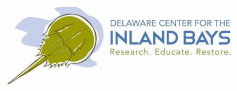 DELAWARE CENTER FOR THE
INLAND BAYS
Research. Educate. Restore.